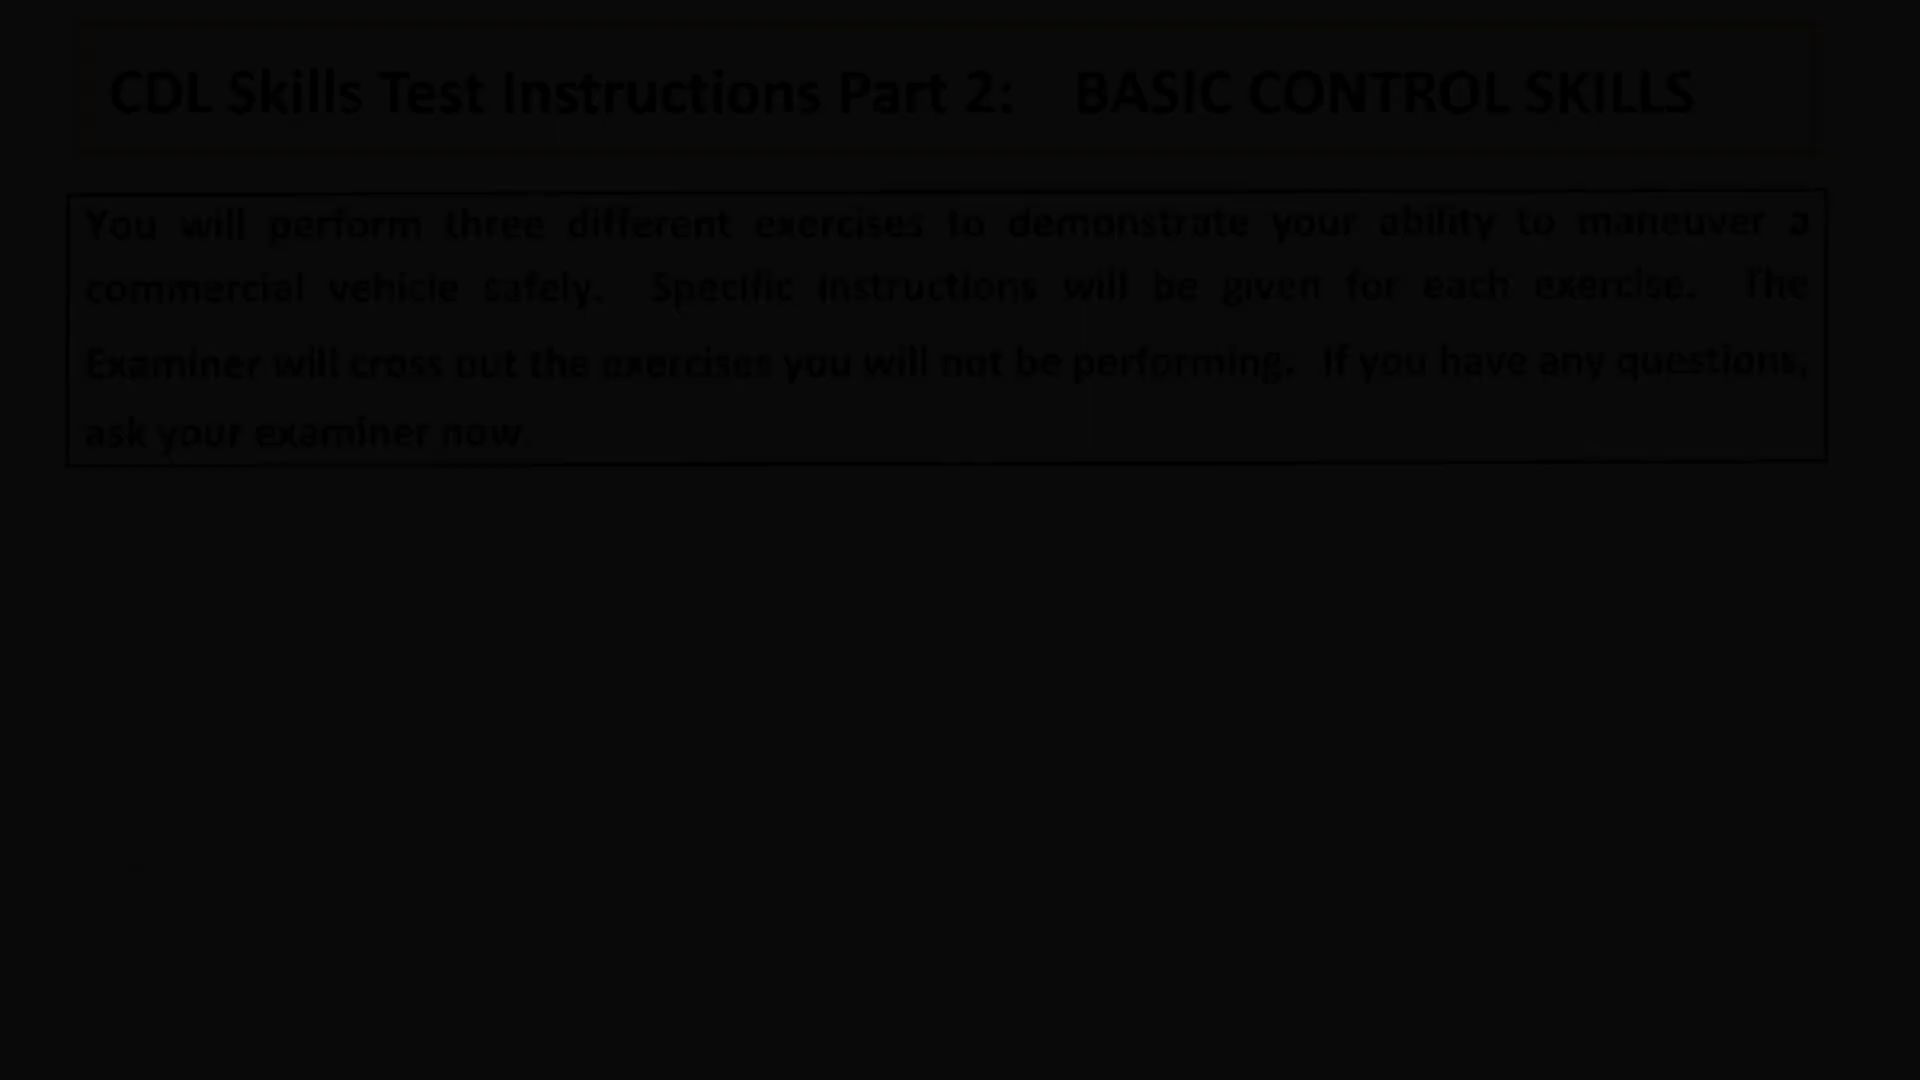 CDL Skills Test Instructions Part 2: BASIC CONTROL SKILLS
You will perform three different exercises to demonstrate your ability to maneuver a
commercial vehicle safely. Specific instructions will be given for each exercise. The
Examiner will cross out the exercises you will not be performing. If you have any questions,
ask your examiner now.